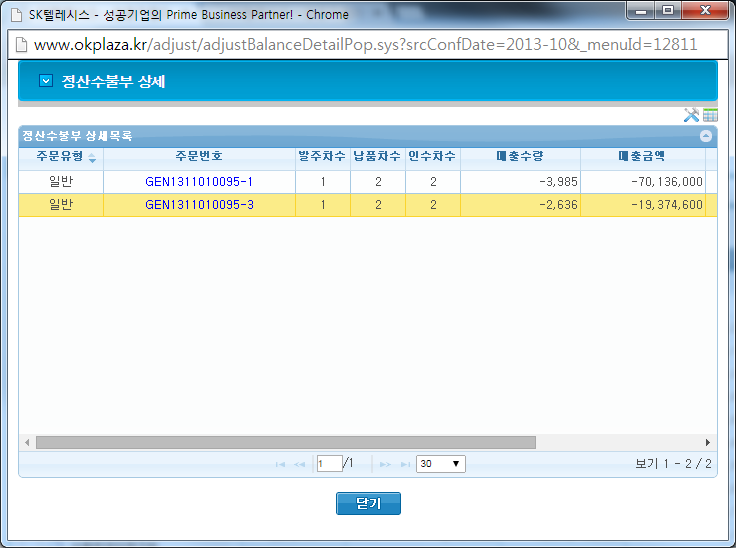 SK텔레시스 - 성공기업의 Prime Business Partner! - Chrome
www.okplaza.kr/adjust/adjustBalanceDetailPop.sys?srcConfDate=2013-10&_menuId=12811
정산수불부 상세
정산수불부 상세목록
주문유형 주문번호 발주차수 납품차수 인수차수 매출수량 매출금액
일반 GEN1311010095-1 1 2 2 -3,985 -70,136,000
일반 GEN1311010095-3 1 2 2 -2,636 -19,374,600
1 /1 30 보기 1 - 2 / 2
닫기